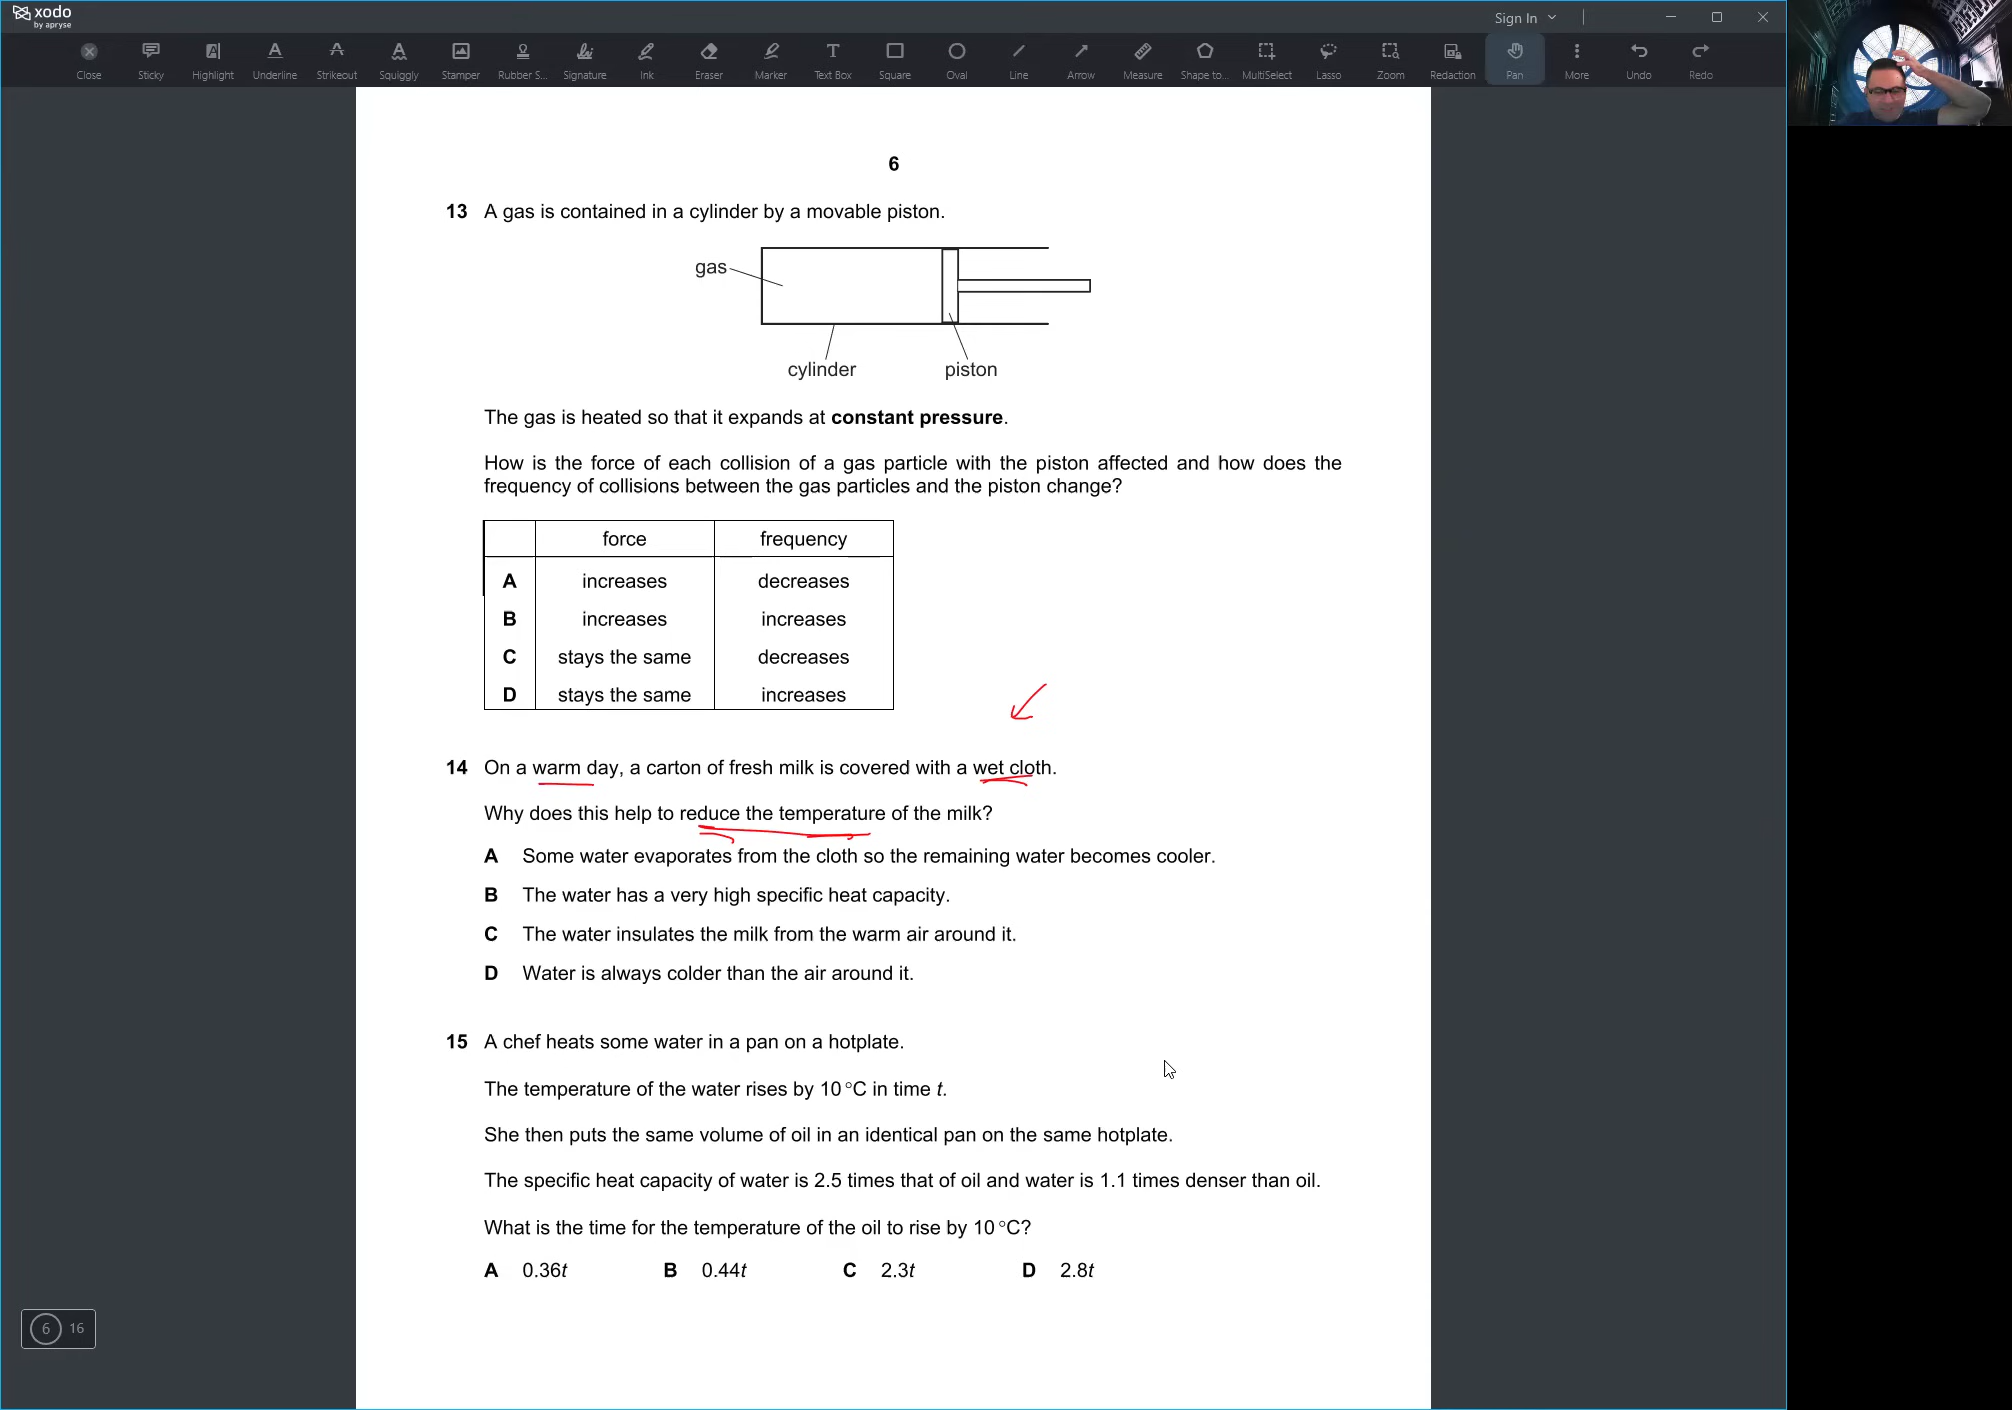 xodo
by apryse
Sign In
Close
Sticky
Highlight
Underline
Strikeout
Squiggly
Stamper
Rubber S...
Signature
Ink
Eraser
Marker
Text Box
Square
Oval
Line
Arrow
Measure
Shape to...
MultiSelect
Lasso
Zoom
Redaction
Pan
More
Undo
Redo
6
13 A gas is contained in a cylinder by a movable piston.
gas
cylinder piston
The gas is heated so that it expands at constant pressure.
How is the force of each collision of a gas particle with the piston affected and how does the
frequency of collisions between the gas particles and the piston change?
force frequency
A increases decreases
B increases increases
C stays the same decreases
D stays the same increases
14 On a warm day, a carton of fresh milk is covered with a wet cloth.
Why does this help to reduce the temperature of the milk?
A Some water evaporates from the cloth so the remaining water becomes cooler.
B The water has a very high specific heat capacity.
C The water insulates the milk from the warm air around it.
D Water is always colder than the air around it.
15 A chef heats some water in a pan on a hotplate.
The temperature of the water rises by 10 °C in time t.
She then puts the same volume of oil in an identical pan on the same hotplate.
The specific heat capacity of water is 2.5 times that of oil and water is 1.1 times denser than oil.
What is the time for the temperature of the oil to rise by 10 °C?
A 0.36t B 0.44t C 2.3t D 2.8t
6 16